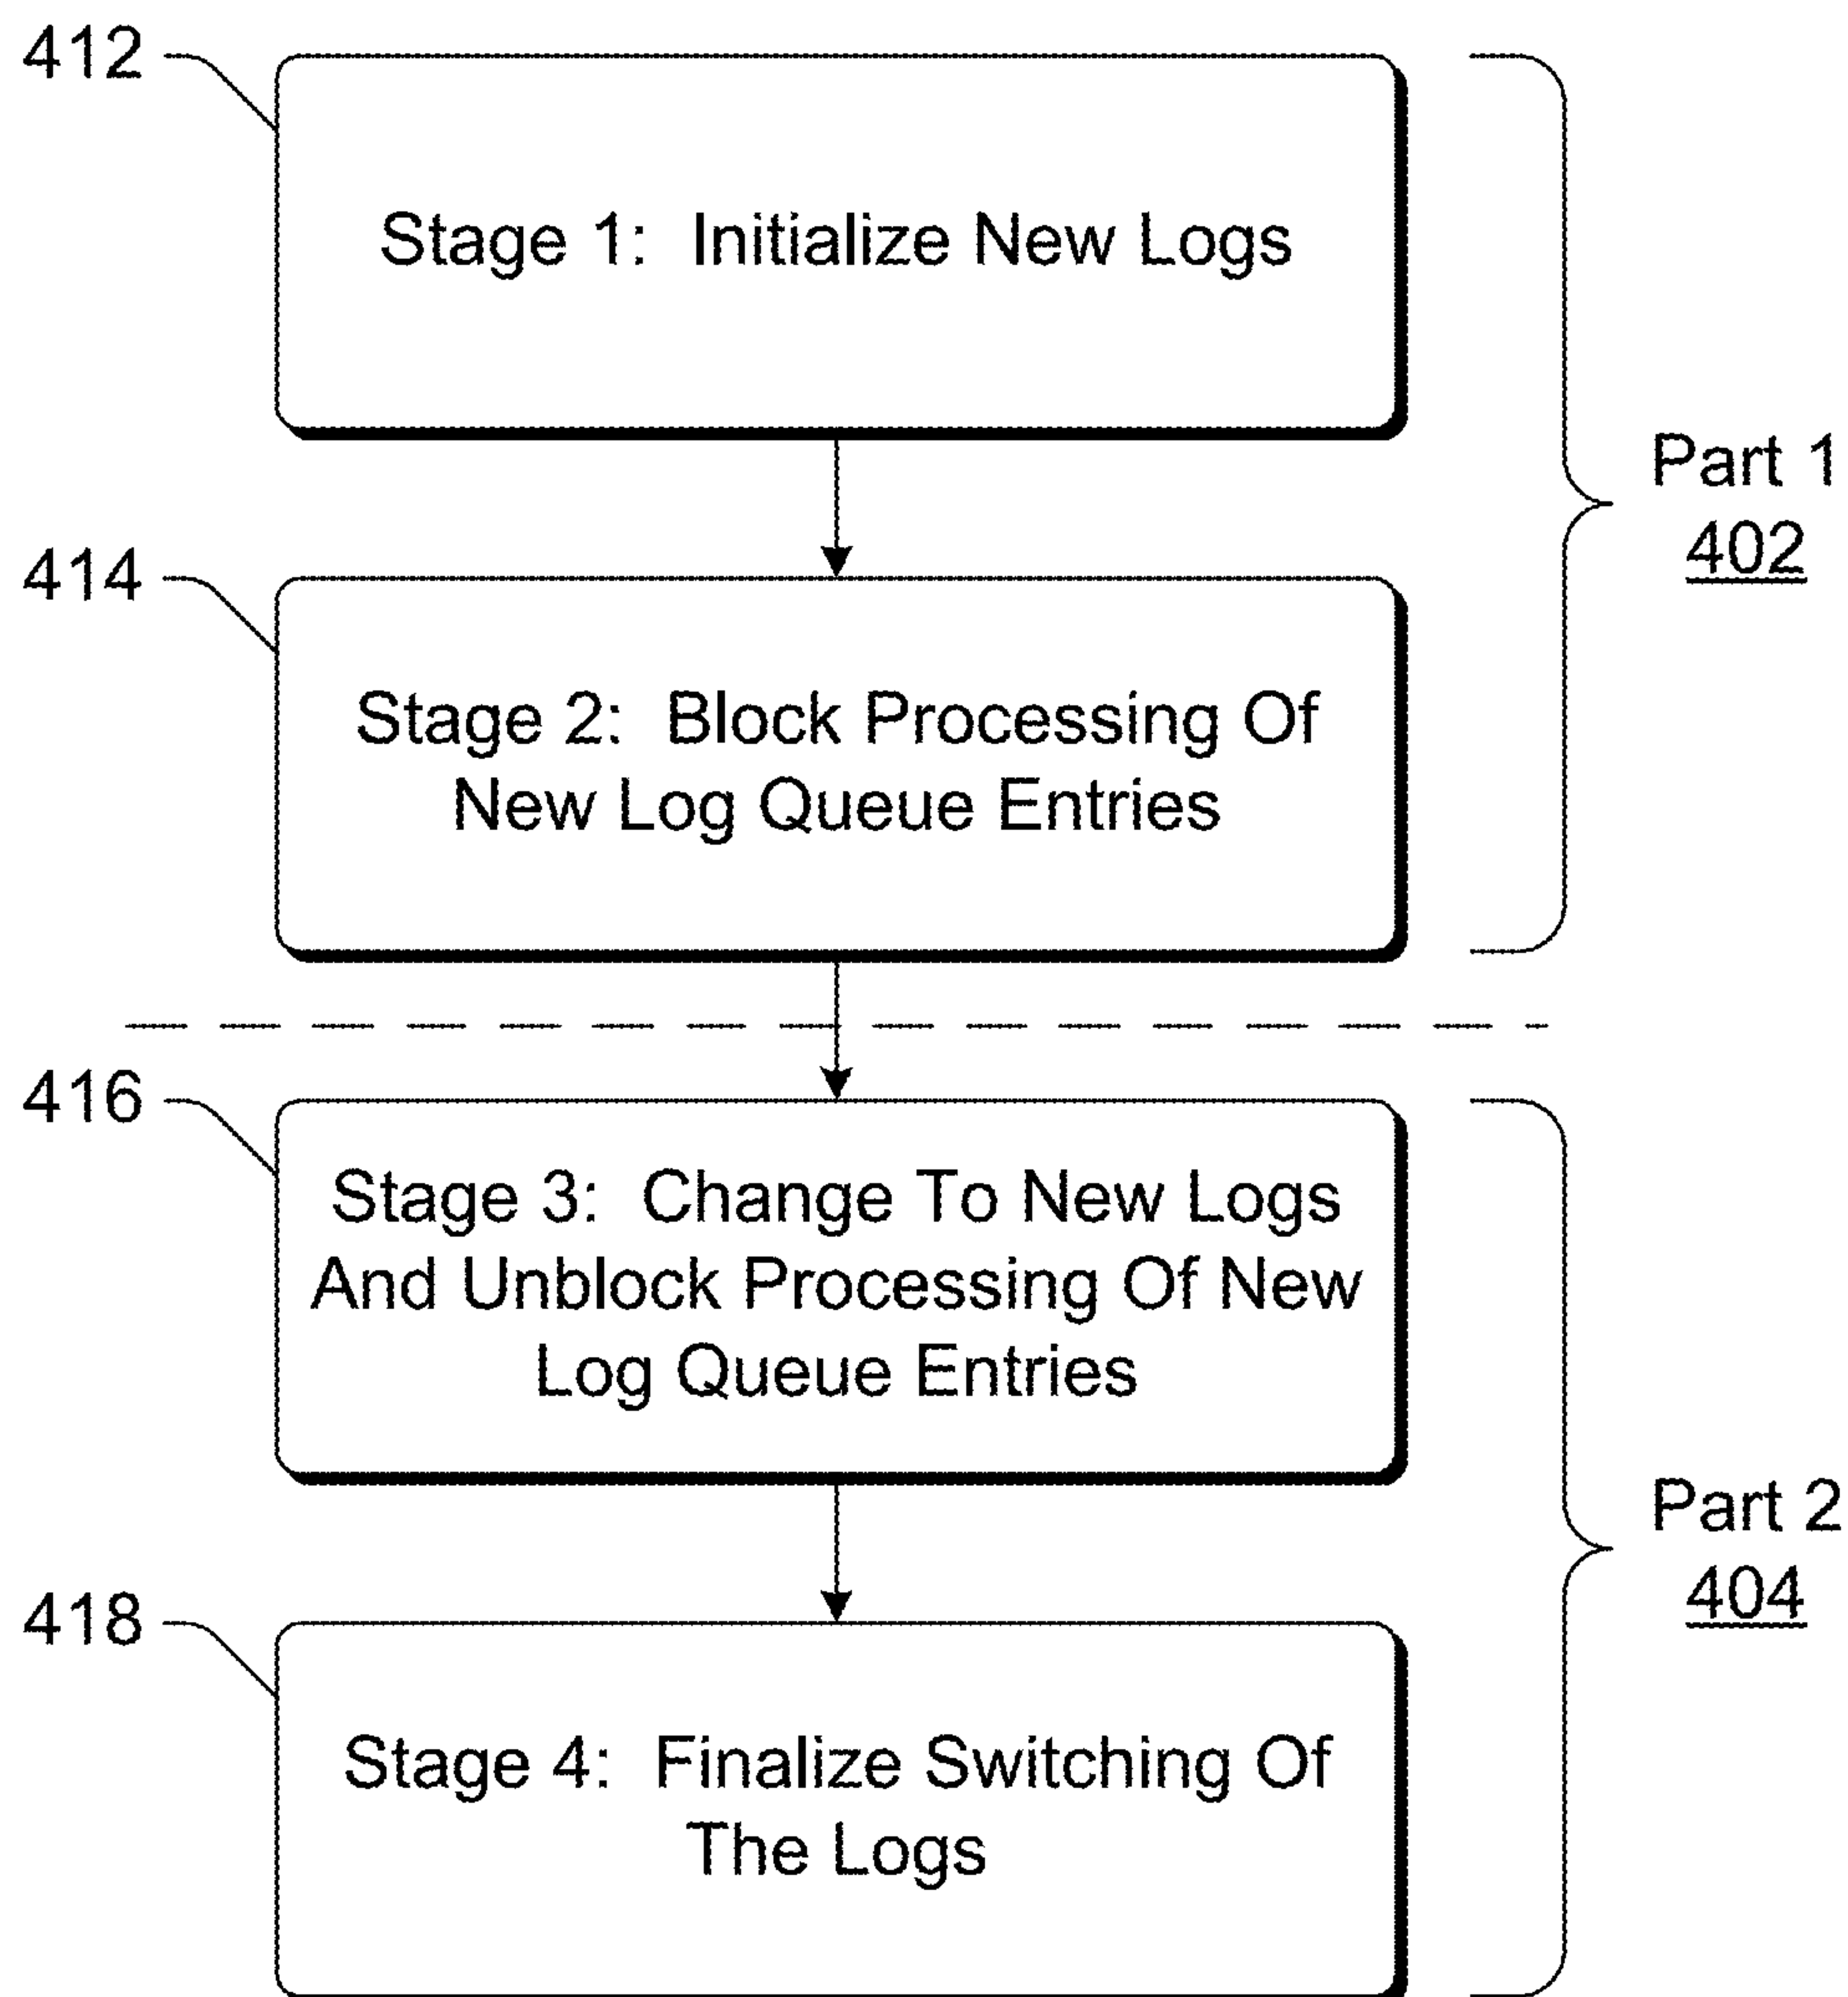 412
Stage 1: Initialize New Logs
Part 1
402
414
Stage 2: Block Processing Of
New Log Queue Entries
416
Stage 3: Change To New Logs
And Unblock Processing Of New
Log Queue Entries
Part 2
404
418
Stage 4: Finalize Switching Of
The Logs